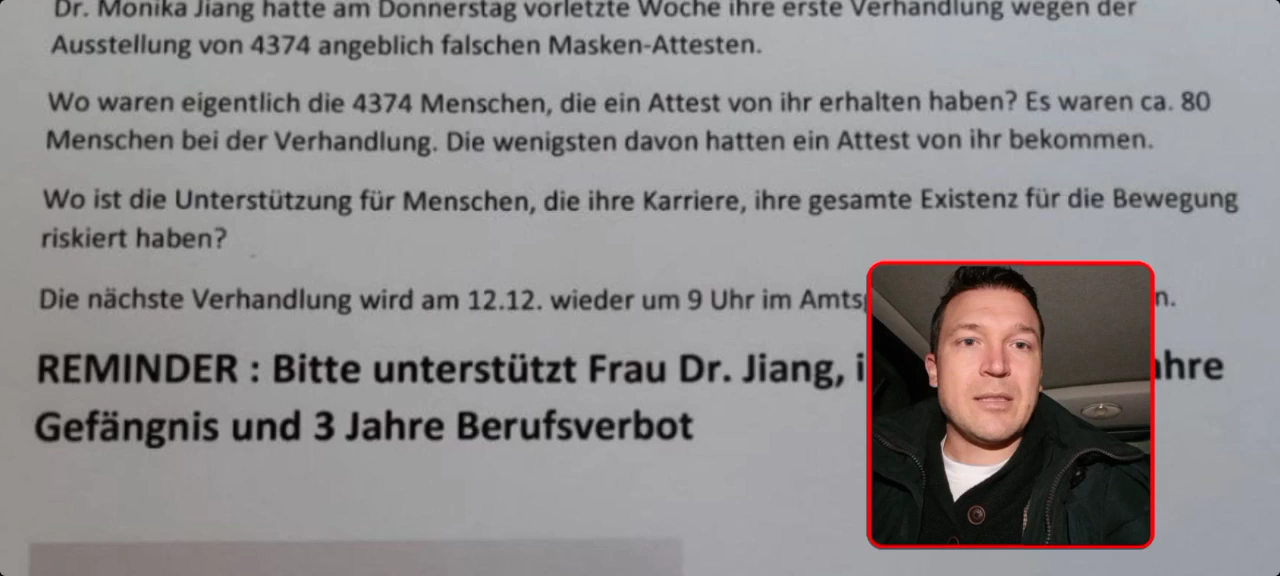 Dr. Monika Jiang hatte am Donnerstag vorletzte Woche ihre erste Verhandlung wegen der
Ausstellung von 4374 angeblich falschen Masken-Attesten.
Wo waren eigentlich die 4374 Menschen, die ein Attest von ihr erhalten haben? Es waren ca. 80
Menschen bei der Verhandlung. Die wenigsten davon hatten ein Attest von ihr bekommen.
Wo ist die Unterstützung für Menschen, die ihre Karriere, ihre gesamte Existenz für die Bewegung
riskiert haben?
Die nächste Verhandlung wird am 12.12. wieder um 9 Uhr im
REMINDER : Bitte unterstützt Frau Dr. Jiang,
Gefängnis und 3 Jahre Berufsverbot